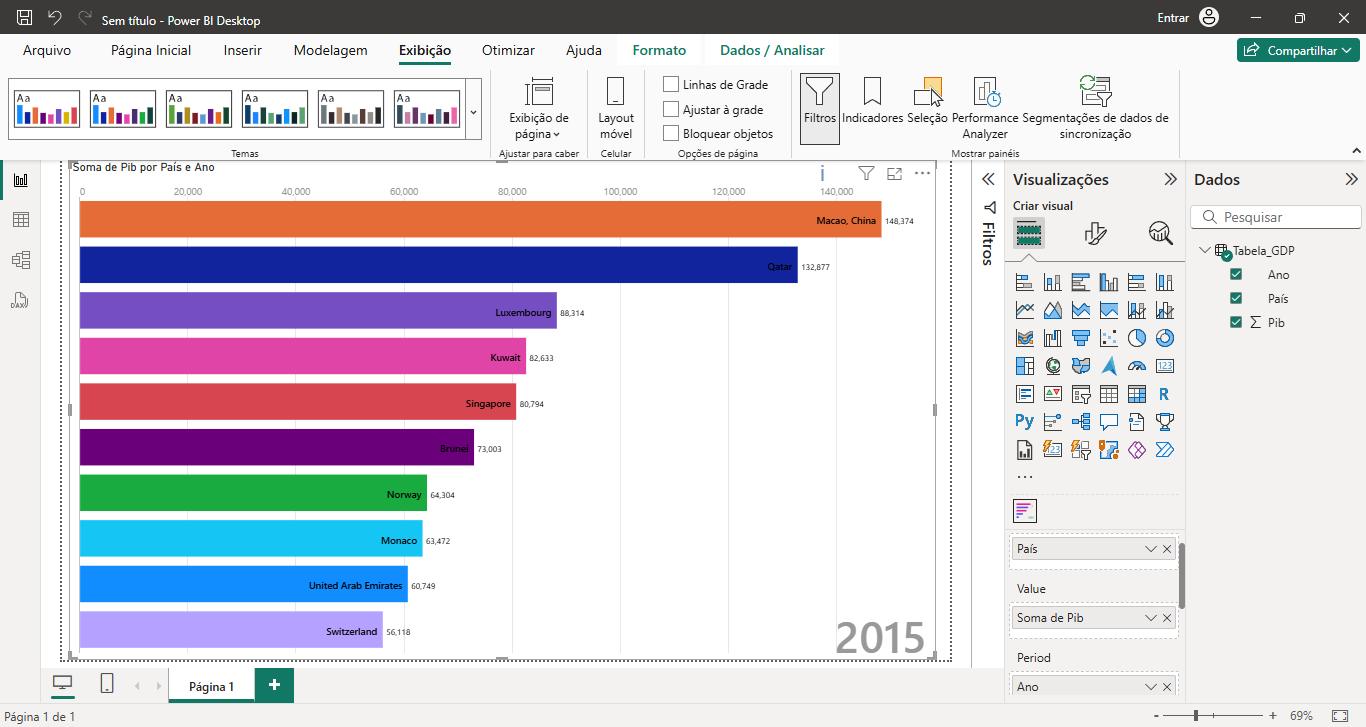 Sem título - Power BI Desktop
Entrar
Arquivo
Página Inicial
Inserir
Modelagem
Exibição
Otimizar
Ajuda
Formato
Dados / Analisar
Compartilhar
Aa
Aa
Aa
Aa
Aa
Aa
Temas
Exibição de
página
Ajustar para caber
Layout
móvel
Celular
Linhas de Grade
Ajustar à grade
Bloquear objetos
Opções de página
Filtros
Indicadores
Seleção
Performance
Analyzer
Segmentações de dados de
sincronização
Mostrar painéis
Soma de Pib por País e Ano
0
20,000
40,000
60,000
80,000
100,000
120,000
140,000
Macao, China 148,374
Qatar 132,877
Luxembourg 88,314
Kuwait 82,633
Singapore 80,794
Brunei 73,003
Norway 64,304
Monaco 63,472
United Arab Emirates 60,749
Switzerland 56,118
2015
Filtros
Visualizações
Criar visual
123
R
Py
123
País
Value
Soma de Pib
Period
Ano
Dados
Pesquisar
Tabela_GDP
Ano
País
Pib
DAX
Página 1
Página 1 de 1
69%